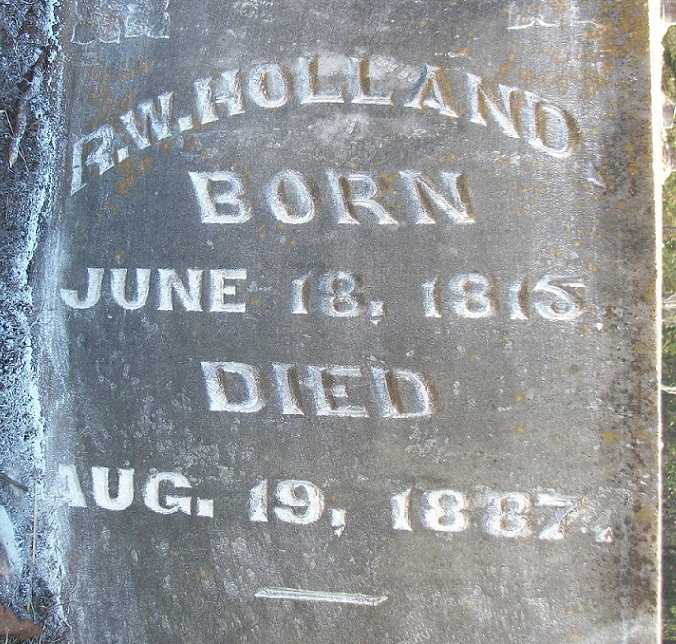 R.W.HOLLAND,
BORN
JUNE 18, 1815
DIED
AUG. 19, 1887.